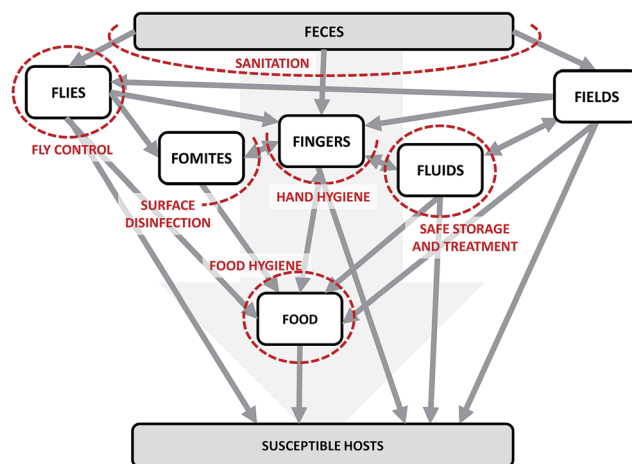 FECES
SANITATION
FLIES
FIELDS
FINGERS
FLY CONTROL
FOMITES
FLUIDS
SURFACE
DISINFECTION
HAND HYGIENE
SAFE STORAGE
AND TREATMENT
FOOD HYGIENE
FOOD
SUSCEPTIBLE HOSTS